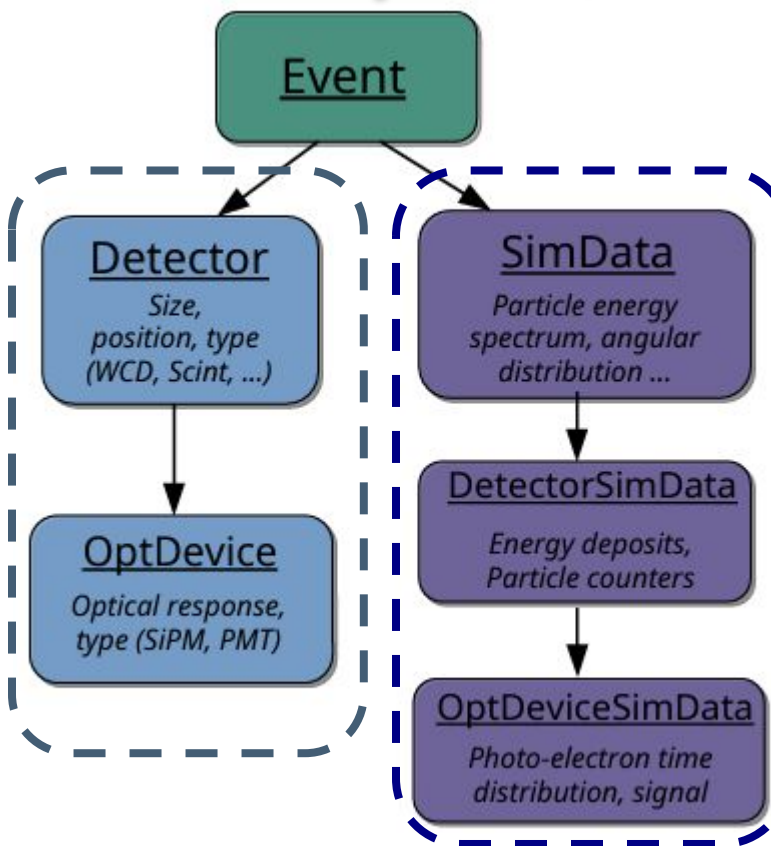 Event
Detector
Size,
position, type
(WCD, Scint, ...)
OptDevice
Optical response,
type (SiPM, PMT)
SimData
Particle energy
spectrum, angular
distribution ...
DetectorSimData
Energy deposits,
Particle counters
OptDeviceSimData
Photo-electron time
distribution, signal